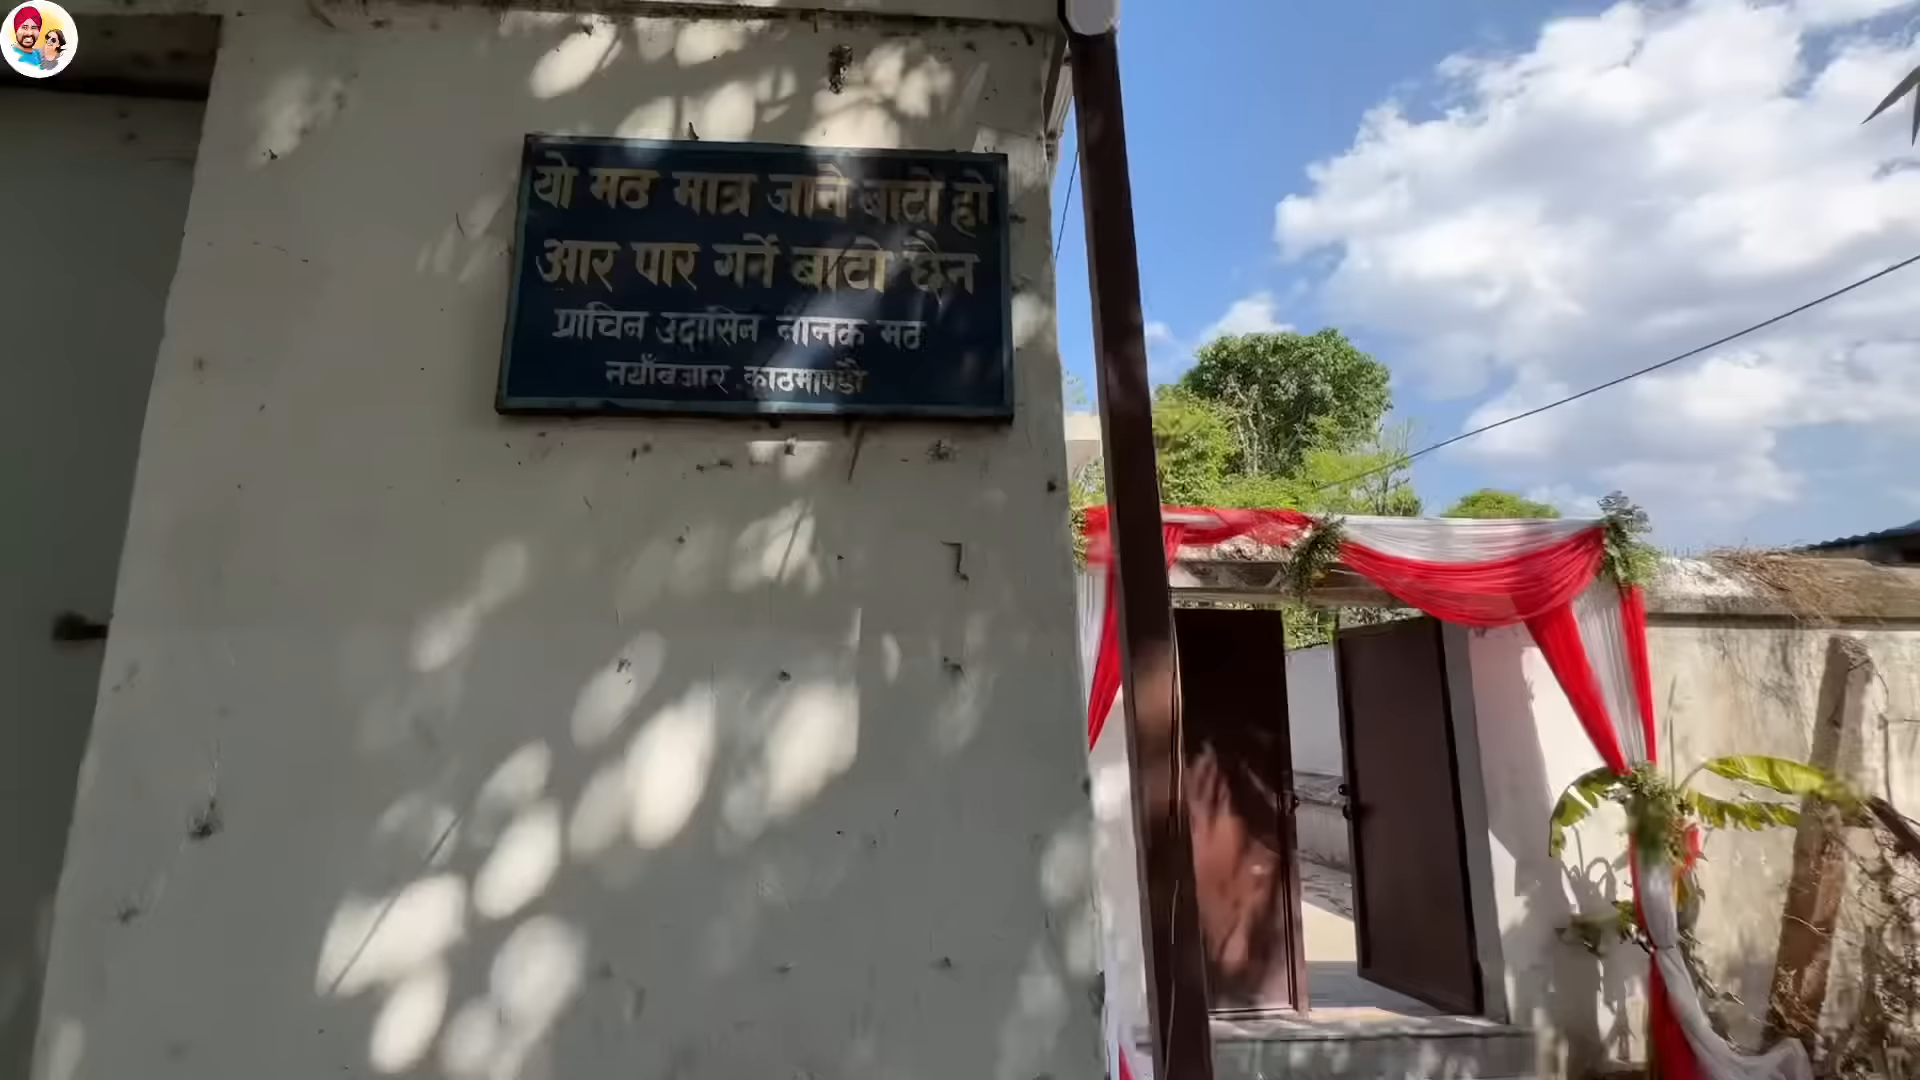 यो मठ मात्र जाने बाटो हो
आर पार गर्ने बाटो छैन
प्राचिन उदासिन नानक मठ
नयाँबजार काठमाण्डौ